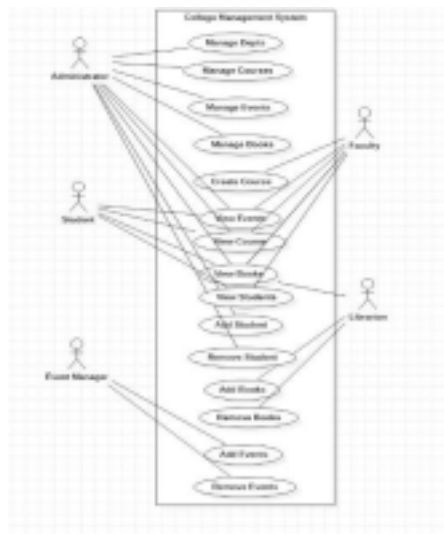 College Management System
Manage Depts
Manage Courses
Administrator
Manage Events
Manage Books
Faculty
Create Course
Student
View Events
View Course
View Books
View Students
Librarian
Add Student
Remove Student
Event Manager
Add Books
Remove Books
Add Events
Remove Events